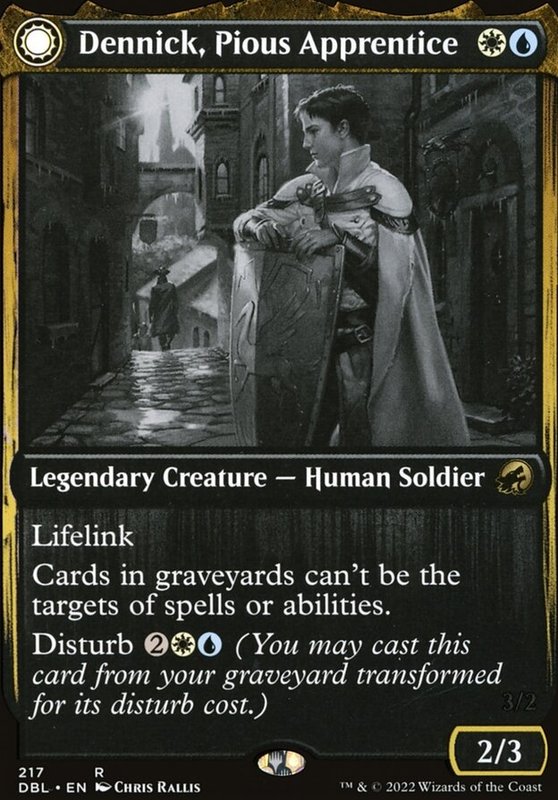 Dennick, Pious Apprentice
Legendary Creature — Human Soldier
Lifelink
Cards in graveyards can't be the
targets of spells or abilities.
Disturb 2 (You may cast this
card from your graveyard transformed
for its disturb cost.)
3/2
2/3
217 R
DBL • EN Chris Rallis
™ & © 2022 Wizards of the Coast